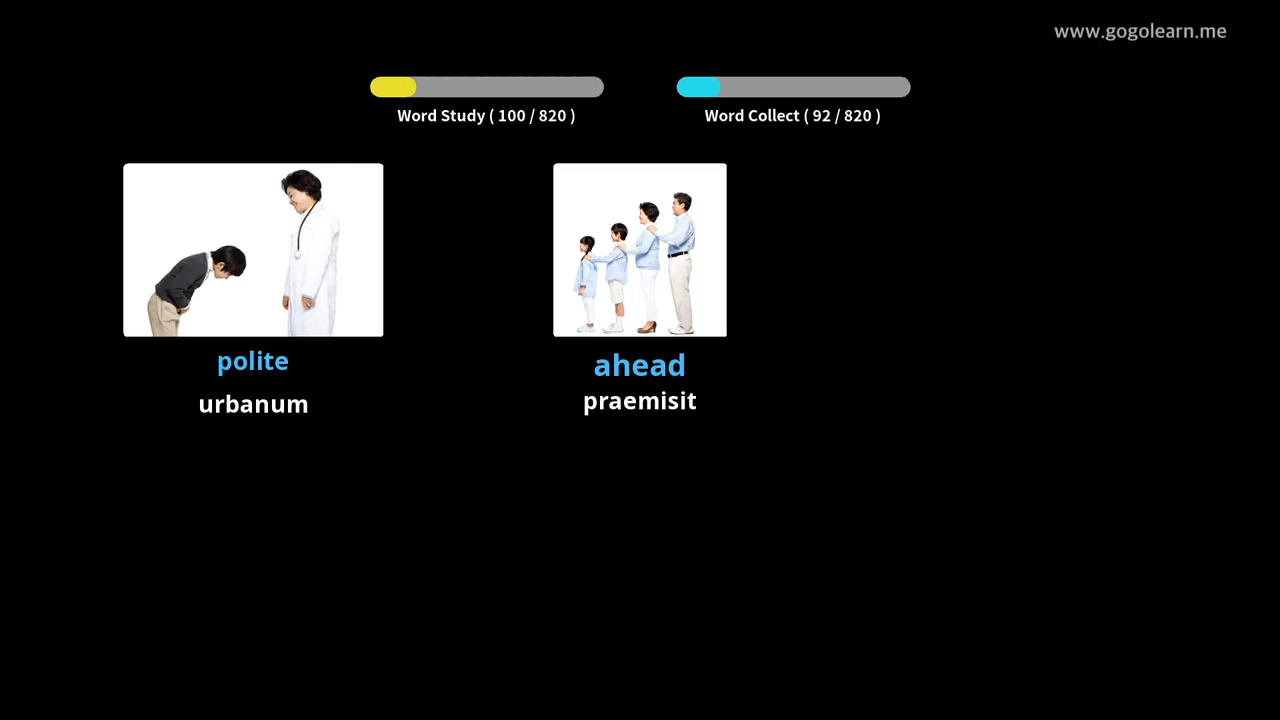 www.gogolearn.me
Word Study ( 100 / 820 )
Word Collect ( 92 / 820 )
polite
urbanum
ahead
praemisit